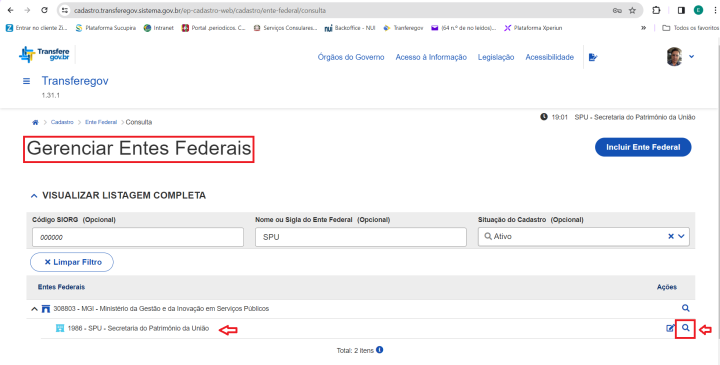 cadastro.transferegov.sistema.gov.br/ep-cadastro-web/cadastro/ente-federal/consulta
Entrar no cliente Zi... Plataforma Sucupira Intranet Portal .periodicos. C... Serviços Consulares... nui Backoffice - NUI Tranferegov (64 n.º de no leídos)... Plataforma Xpenun » Todos os favoritos
Transfere gov.br
Órgãos do Governo Acesso à Informação Legislação Acessibilidade
Transferegov
1.31.1
> Cadastro > Ente Federal > Consulta
19:01 SPU - Secretaria do Patrimônio da União
Gerenciar Entes Federais
Incluir Ente Federal
VISUALIZAR LISTAGEM COMPLETA
Código SIORG (Opcional) Nome ou Sigla do Ente Federal (Opcional) Situação do Cadastro (Opcional)
000000 SPU Ativo
× Limpar Filtro
Entes Federais Ações
308803 - MGI - Ministério da Gestão e da Inovação em Serviços Públicos
1986 - SPU - Secretaria do Patrimônio da União
Total: 2 itens